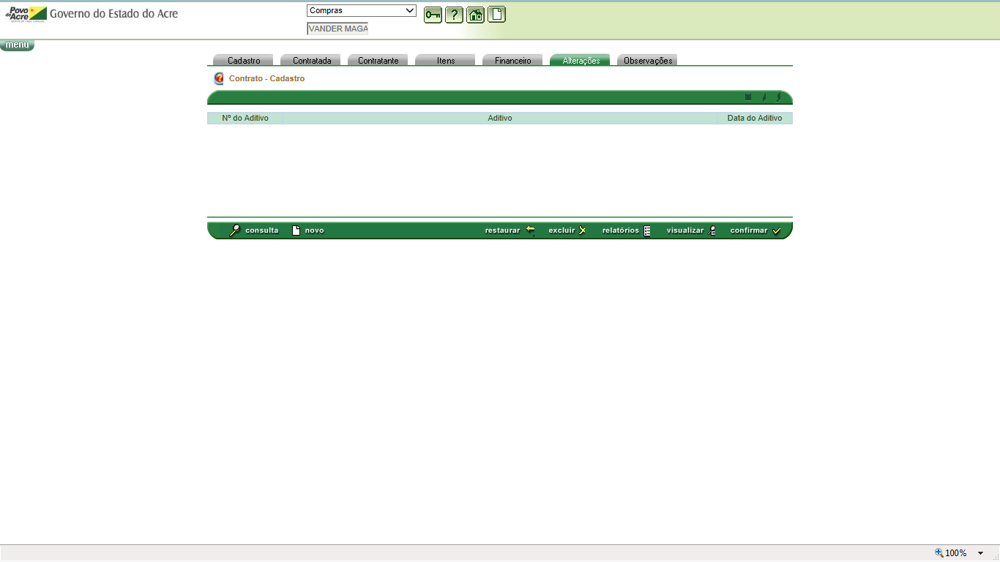 Povo do Acre
Governo do Estado do Acre
Compras
?
VANDER MAGA
menu
Cadastro Contratada Contratante Itens Financeiro Alterações Observações
? Contrato - Cadastro
Nº do Aditivo Aditivo Data do Aditivo
consulta novo restaurar excluir relatórios visualizar confirmar
100%